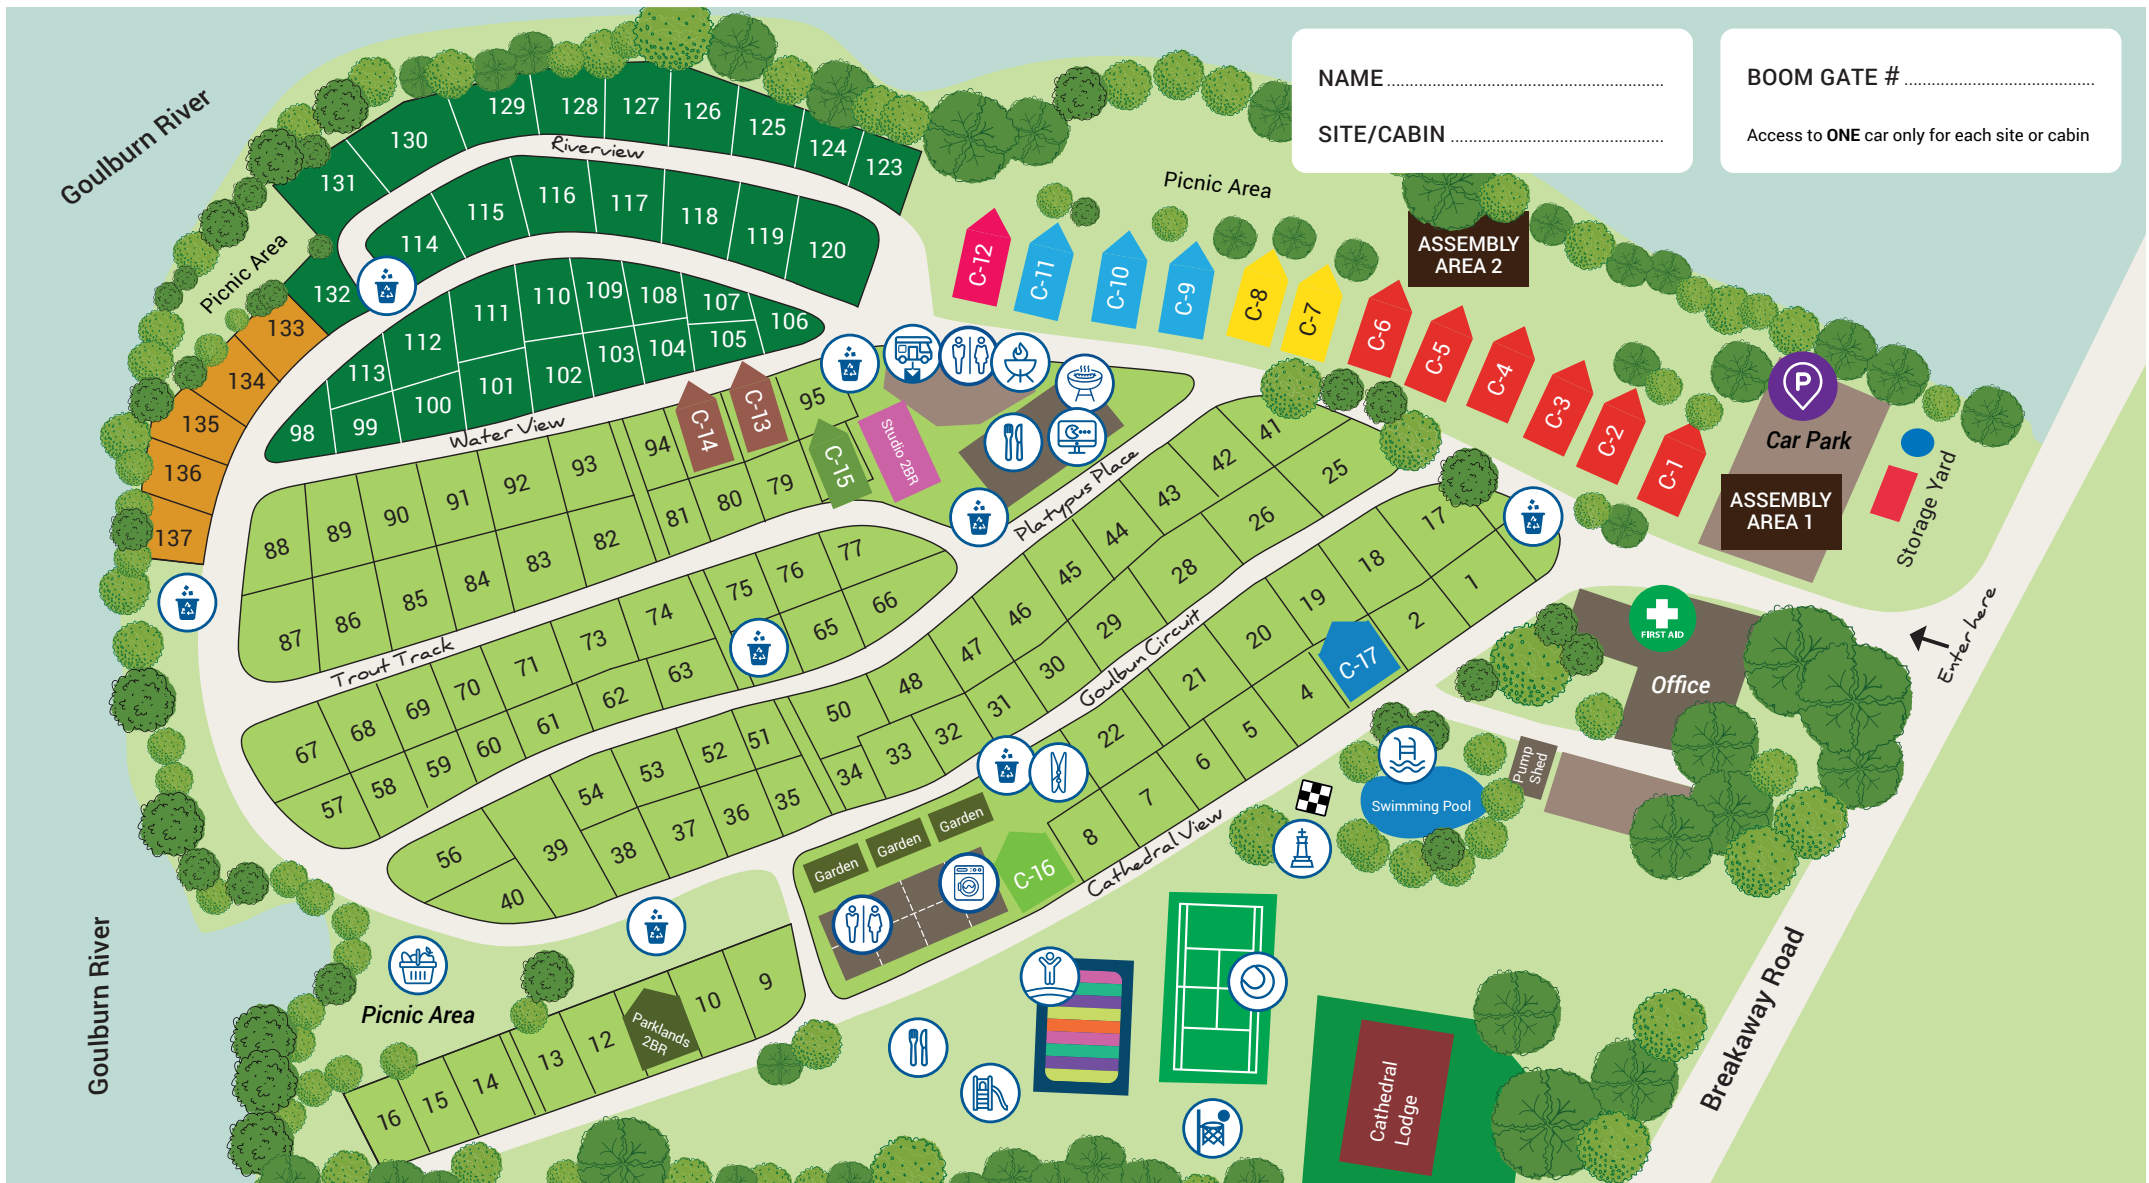 NAME
SITE/CABIN
BOOM GATE #
Access to ONE car only for each site or cabin
Goulburn River
Picnic Area
Riverview
129
128
127
126
125
124
123
130
131
114
115
116
117
118
119
120
132
133
134
135
136
137
113
112
111
110
109
108
107
106
98
99
100
101
102
103
104
105
Water View
Picnic Area
C-12
C-11
C-10
C-9
C-8
C-7
C-6
C-5
C-4
C-3
C-2
C-1
ASSEMBLY
AREA 2
P
Car Park
ASSEMBLY
AREA 1
Storage Yard
Enter here
88
89
90
91
92
93
94
C-14
C-13
95
C-15
Studio 2BR
87
86
85
84
83
82
81
80
79
Trout Track
Platypus Place
67
68
69
70
71
73
74
75
76
77
57
58
59
60
61
62
63
65
66
41
42
43
44
45
46
47
48
50
51
52
53
54
56
25
26
28
29
30
31
32
33
34
35
36
37
38
39
40
Goulbun Circuit
17
18
19
20
21
22
1
2
C-17
4
5
6
7
8
C-16
Cathedral View
Garden
Garden
Garden
FIRST AID
Office
Pump
Shed
Swimming Pool
Goulburn River
Picnic Area
9
10
Parklands
2BR
12
13
14
15
16
Cathedral
Lodge
Breakaway Road